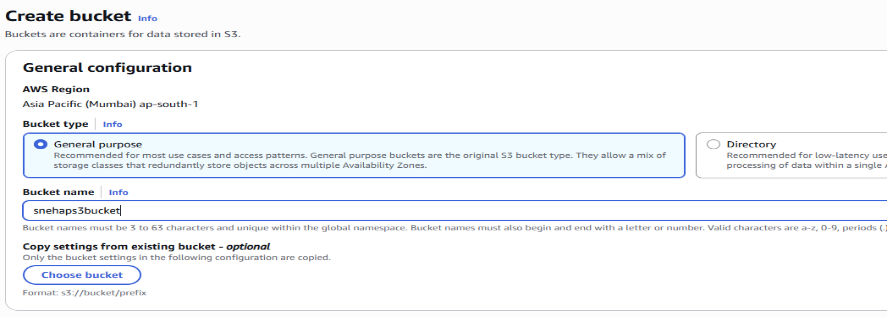 Create bucket Info
Buckets are containers for data stored in S3.
General configuration
AWS Region
Asia Pacific (Mumbai) ap-south-1
Bucket type Info
General purpose
Recommended for most use cases and access patterns. General purpose buckets are the original S3 bucket type. They allow a mix of
storage classes that redundantly store objects across multiple Availability Zones.
Directory
Recommended for low-latency use
processing of data within a single
Bucket name Info
snehaps3bucket
Bucket names must be 3 to 63 characters and unique within the global namespace. Bucket names must also begin and end with a letter or number. Valid characters are a-z, 0-9, periods (.)
Copy settings from existing bucket - optional
Only the bucket settings in the following configuration are copied.
Choose bucket
Format: s3://bucket/prefix